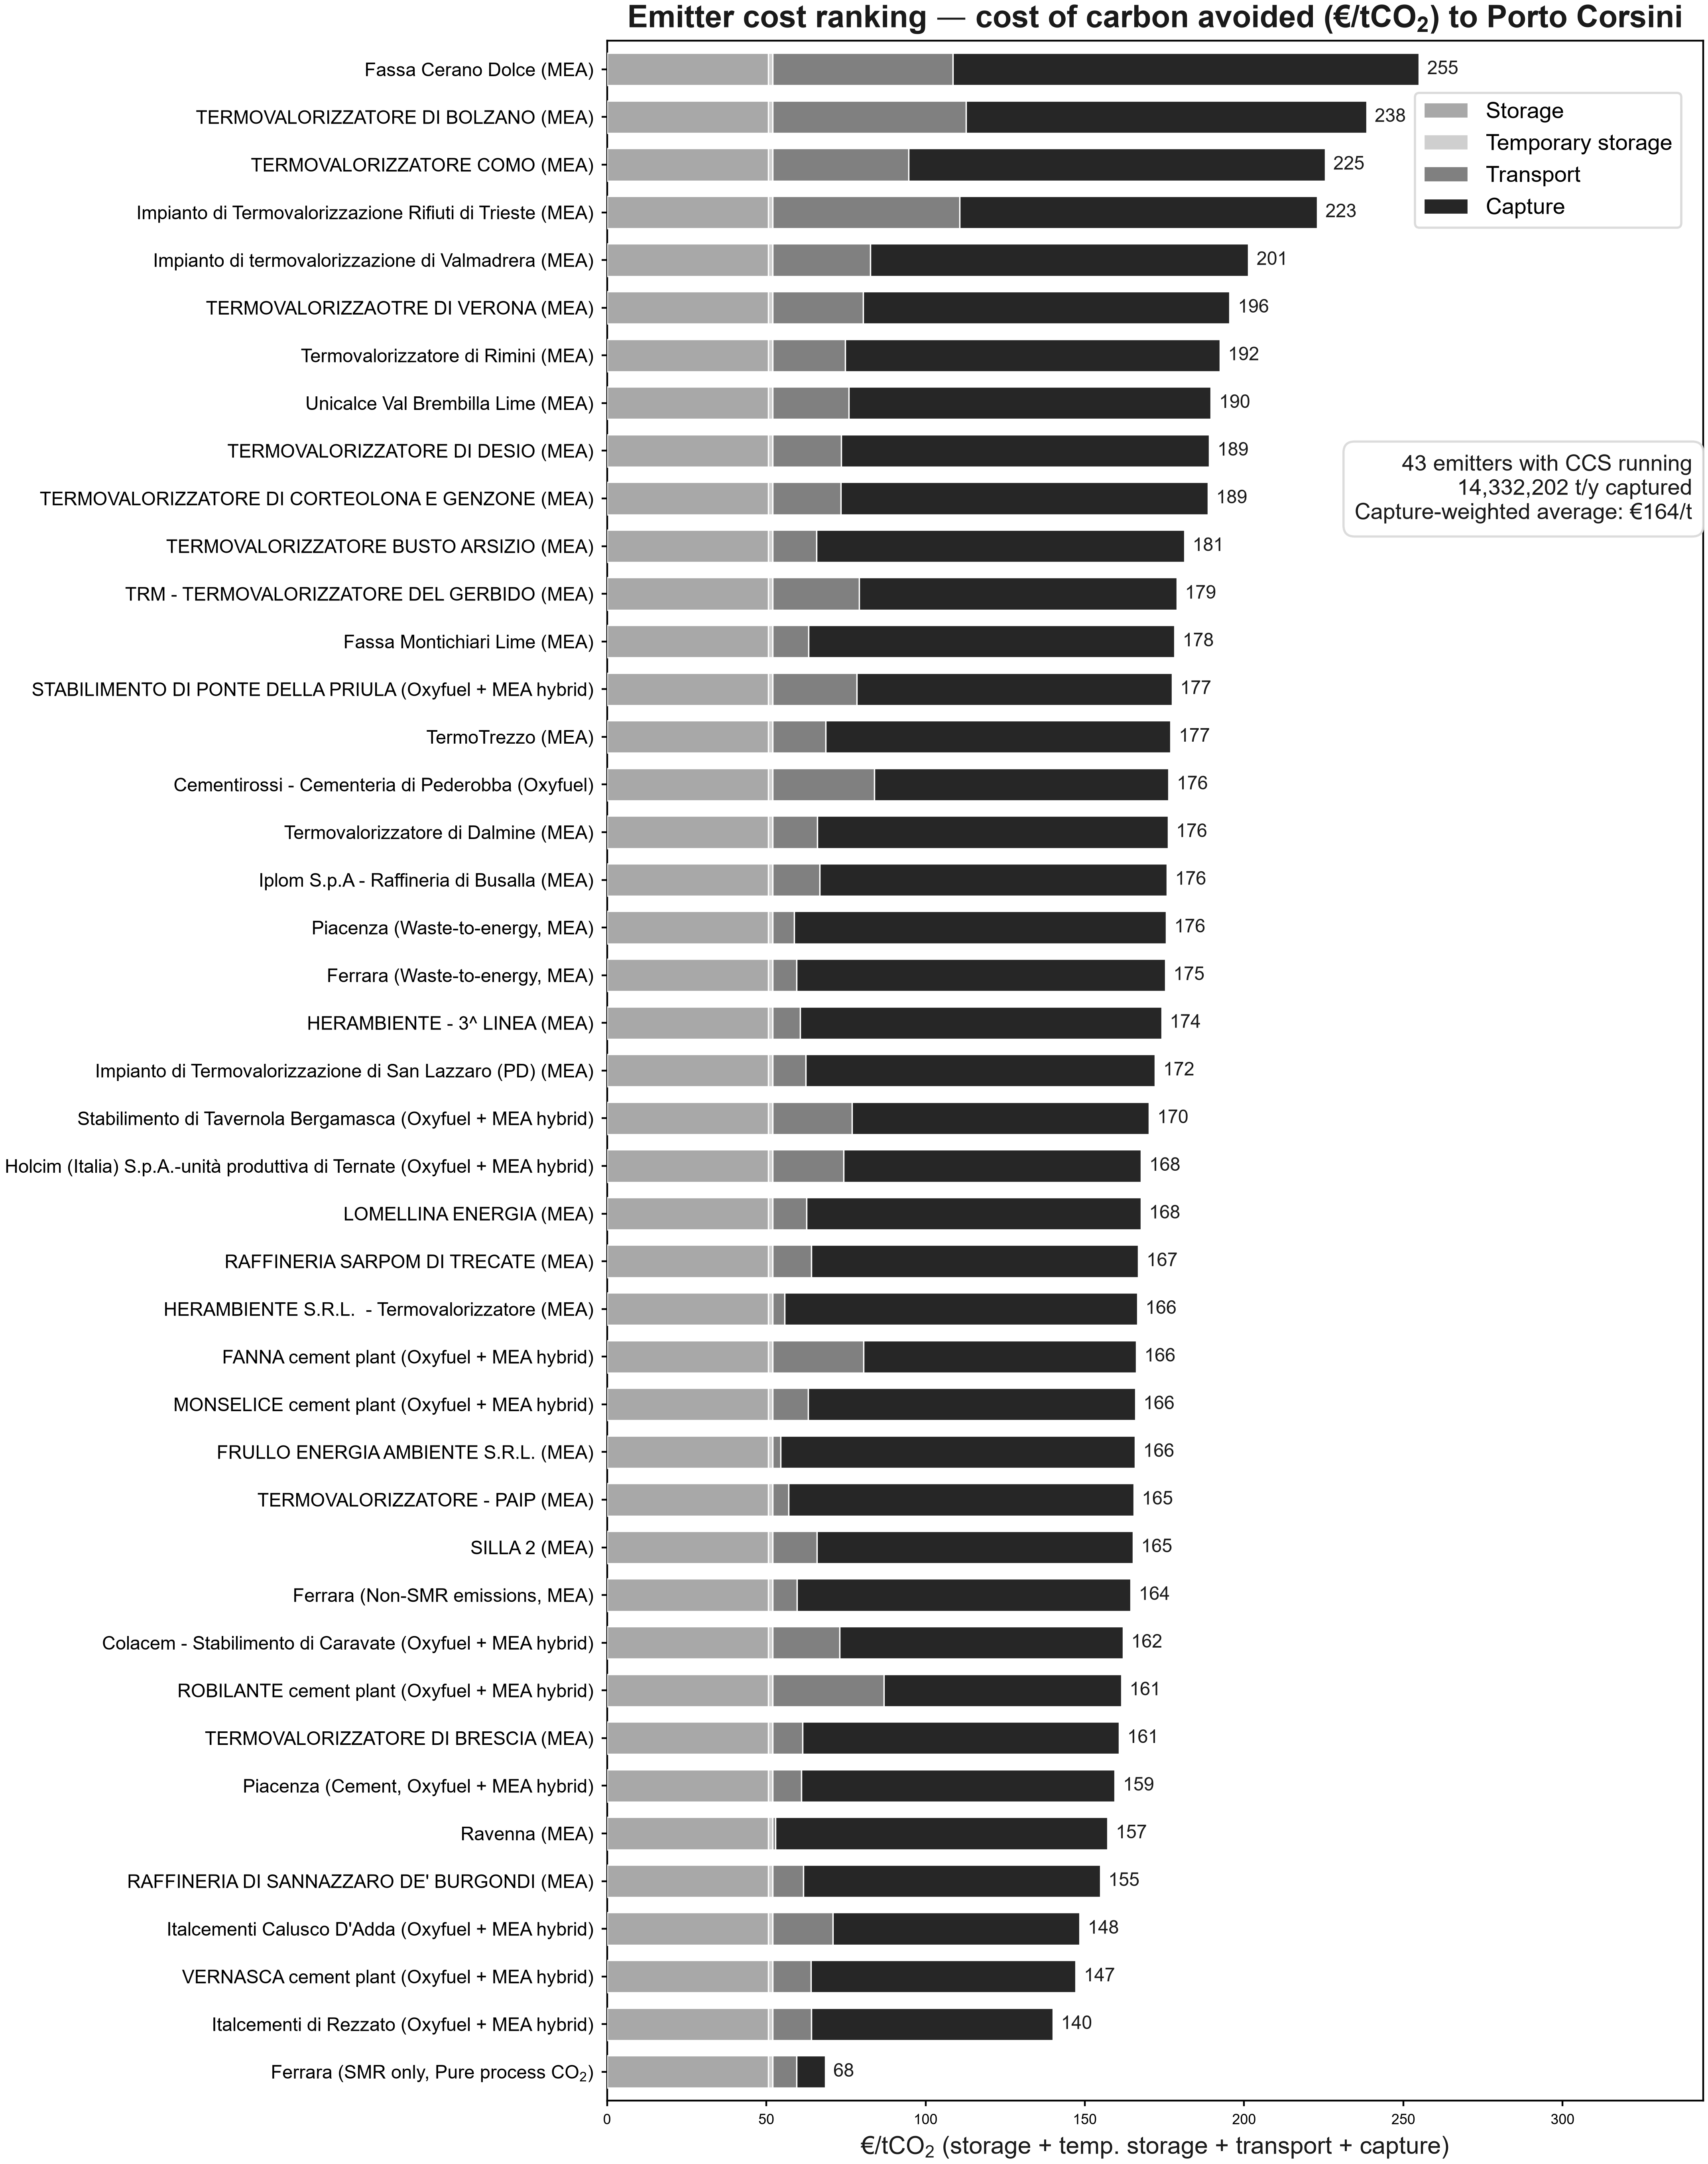 Emitter cost ranking — cost of carbon avoided (€/tCO₂) to Porto Corsini
Fassa Cerano Dolce (MEA) 255
TERMOVALORIZZATORE DI BOLZANO (MEA) 238
TERMOVALORIZZATORE COMO (MEA) 225
Impianto di Termovalorizzazione Rifiuti di Trieste (MEA) 223
Impianto di termovalorizzazione di Valmadrera (MEA) 201
TERMOVALORIZZAOTRE DI VERONA (MEA) 196
Termovalorizzatore di Rimini (MEA) 192
Unicalce Val Brembilla Lime (MEA) 190
TERMOVALORIZZATORE DI DESIO (MEA) 189
TERMOVALORIZZATORE DI CORTEOLONA E GENZONE (MEA) 189
TERMOVALORIZZATORE BUSTO ARSIZIO (MEA) 181
TRM - TERMOVALORIZZATORE DEL GERBIDO (MEA) 179
Fassa Montichiari Lime (MEA) 178
STABILIMENTO DI PONTE DELLA PRIULA (Oxyfuel + MEA hybrid) 177
TermoTrezzo (MEA) 177
Cementirossi - Cementeria di Pederobba (Oxyfuel) 176
Termovalorizzatore di Dalmine (MEA) 176
Iplom S.p.A - Raffineria di Busalla (MEA) 176
Piacenza (Waste-to-energy, MEA) 176
Ferrara (Waste-to-energy, MEA) 175
HERAMBIENTE - 3^ LINEA (MEA) 174
Impianto di Termovalorizzazione di San Lazzaro (PD) (MEA) 172
Stabilimento di Tavernola Bergamasca (Oxyfuel + MEA hybrid) 170
Holcim (Italia) S.p.A.-unità produttiva di Ternate (Oxyfuel + MEA hybrid) 168
LOMELLINA ENERGIA (MEA) 168
RAFFINERIA SARPOM DI TRECATE (MEA) 167
HERAMBIENTE S.R.L.  - Termovalorizzatore (MEA) 166
FANNA cement plant (Oxyfuel + MEA hybrid) 166
MONSELICE cement plant (Oxyfuel + MEA hybrid) 166
FRULLO ENERGIA AMBIENTE S.R.L. (MEA) 166
TERMOVALORIZZATORE - PAIP (MEA) 165
SILLA 2 (MEA) 165
Ferrara (Non-SMR emissions, MEA) 164
Colacem - Stabilimento di Caravate (Oxyfuel + MEA hybrid) 162
ROBILANTE cement plant (Oxyfuel + MEA hybrid) 161
TERMOVALORIZZATORE DI BRESCIA (MEA) 161
Piacenza (Cement, Oxyfuel + MEA hybrid) 159
Ravenna (MEA) 157
RAFFINERIA DI SANNAZZARO DE' BURGONDI (MEA) 155
Italcementi Calusco D'Adda (Oxyfuel + MEA hybrid) 148
VERNASCA cement plant (Oxyfuel + MEA hybrid) 147
Italcementi di Rezzato (Oxyfuel + MEA hybrid) 140
Ferrara (SMR only, Pure process CO₂) 68
Storage
Temporary storage
Transport
Capture
43 emitters with CCS running
14,332,202 t/y captured
Capture-weighted average: €164/t
0 50 100 150 200 250 300
€/tCO₂ (storage + temp. storage + transport + capture)